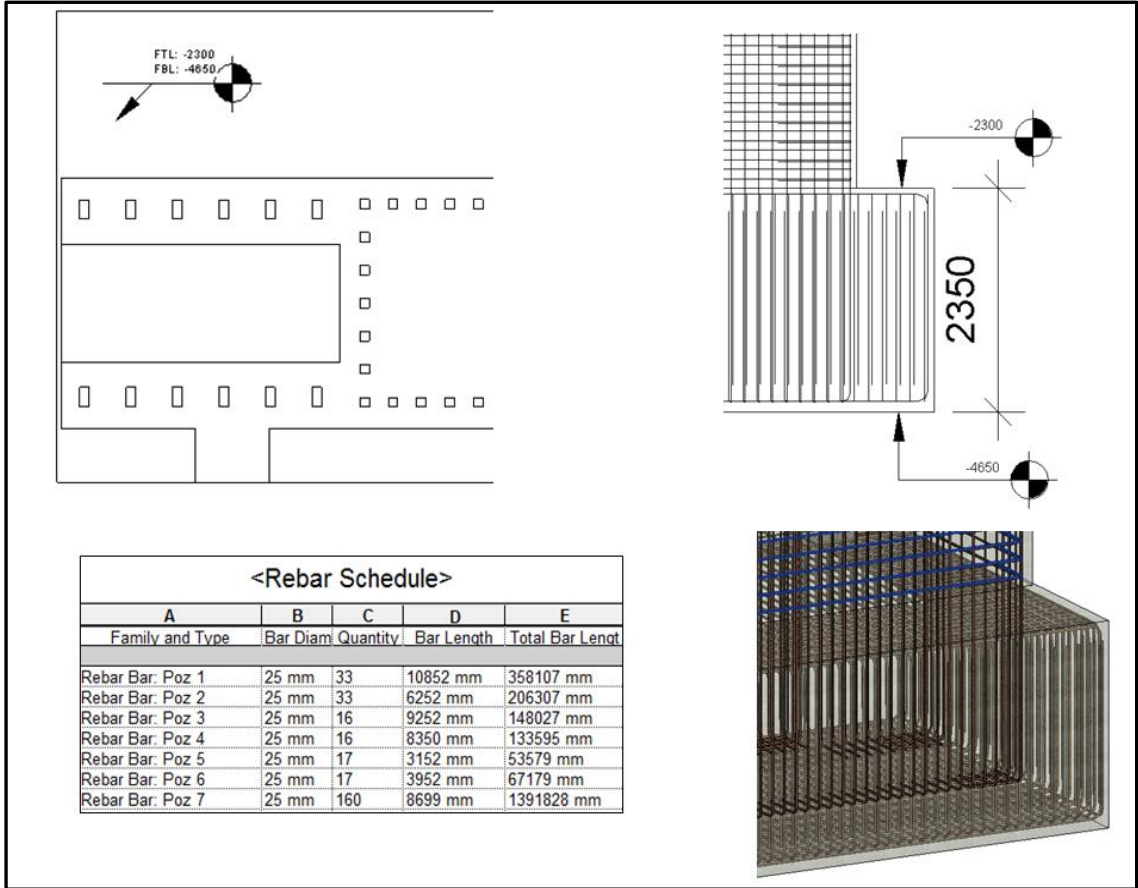 FTL: -2300
FBL: -4650
-2300
2350
-4650
<Rebar Schedule>
A B C D E
Family and Type Bar Diam Quantity Bar Length Total Bar Lengt
Rebar Bar: Poz 1 25 mm 33 10852 mm 358107 mm
Rebar Bar: Poz 2 25 mm 33 6252 mm 206307 mm
Rebar Bar: Poz 3 25 mm 16 9252 mm 148027 mm
Rebar Bar: Poz 4 25 mm 16 8350 mm 133595 mm
Rebar Bar: Poz 5 25 mm 17 3152 mm 53579 mm
Rebar Bar: Poz 6 25 mm 17 3952 mm 67179 mm
Rebar Bar: Poz 7 25 mm 160 8699 mm 1391828 mm